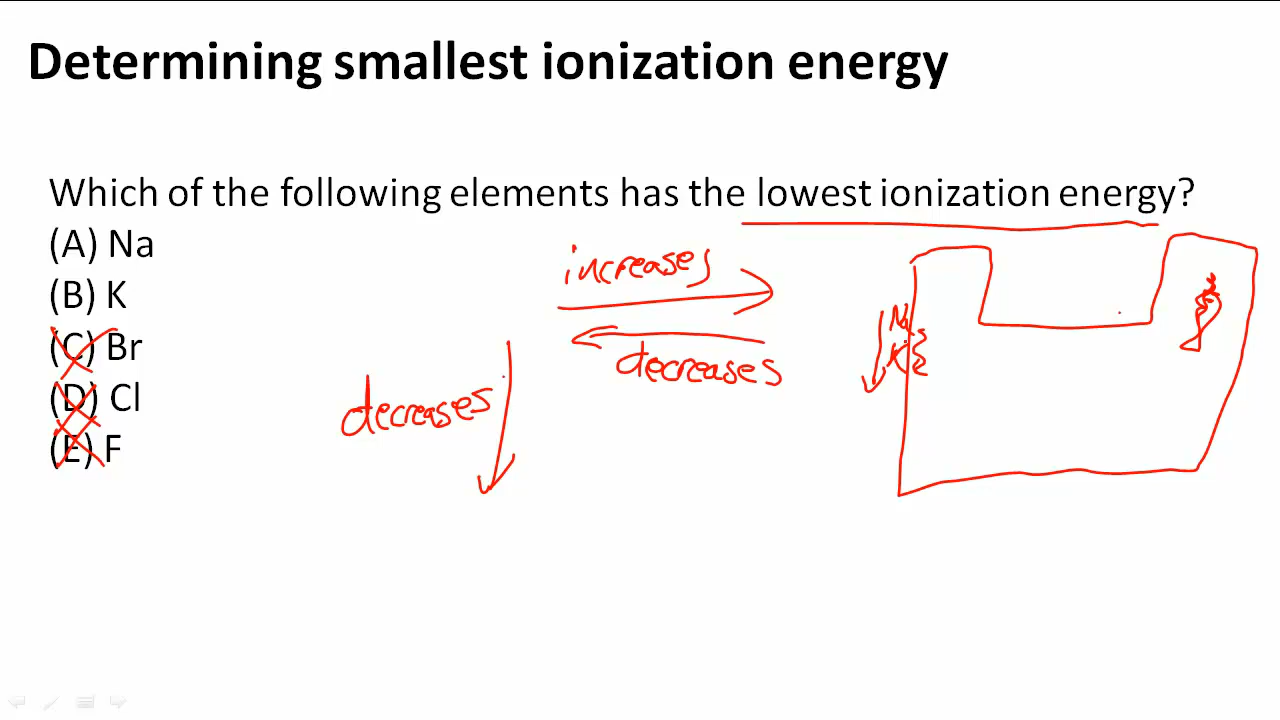 Determining smallest ionization energy
Which of the following elements has the lowest ionization energy?
(A) Na
(B) K
(C) Br
(D) Cl
(E) F
increases
decreases
decreases
Na
K